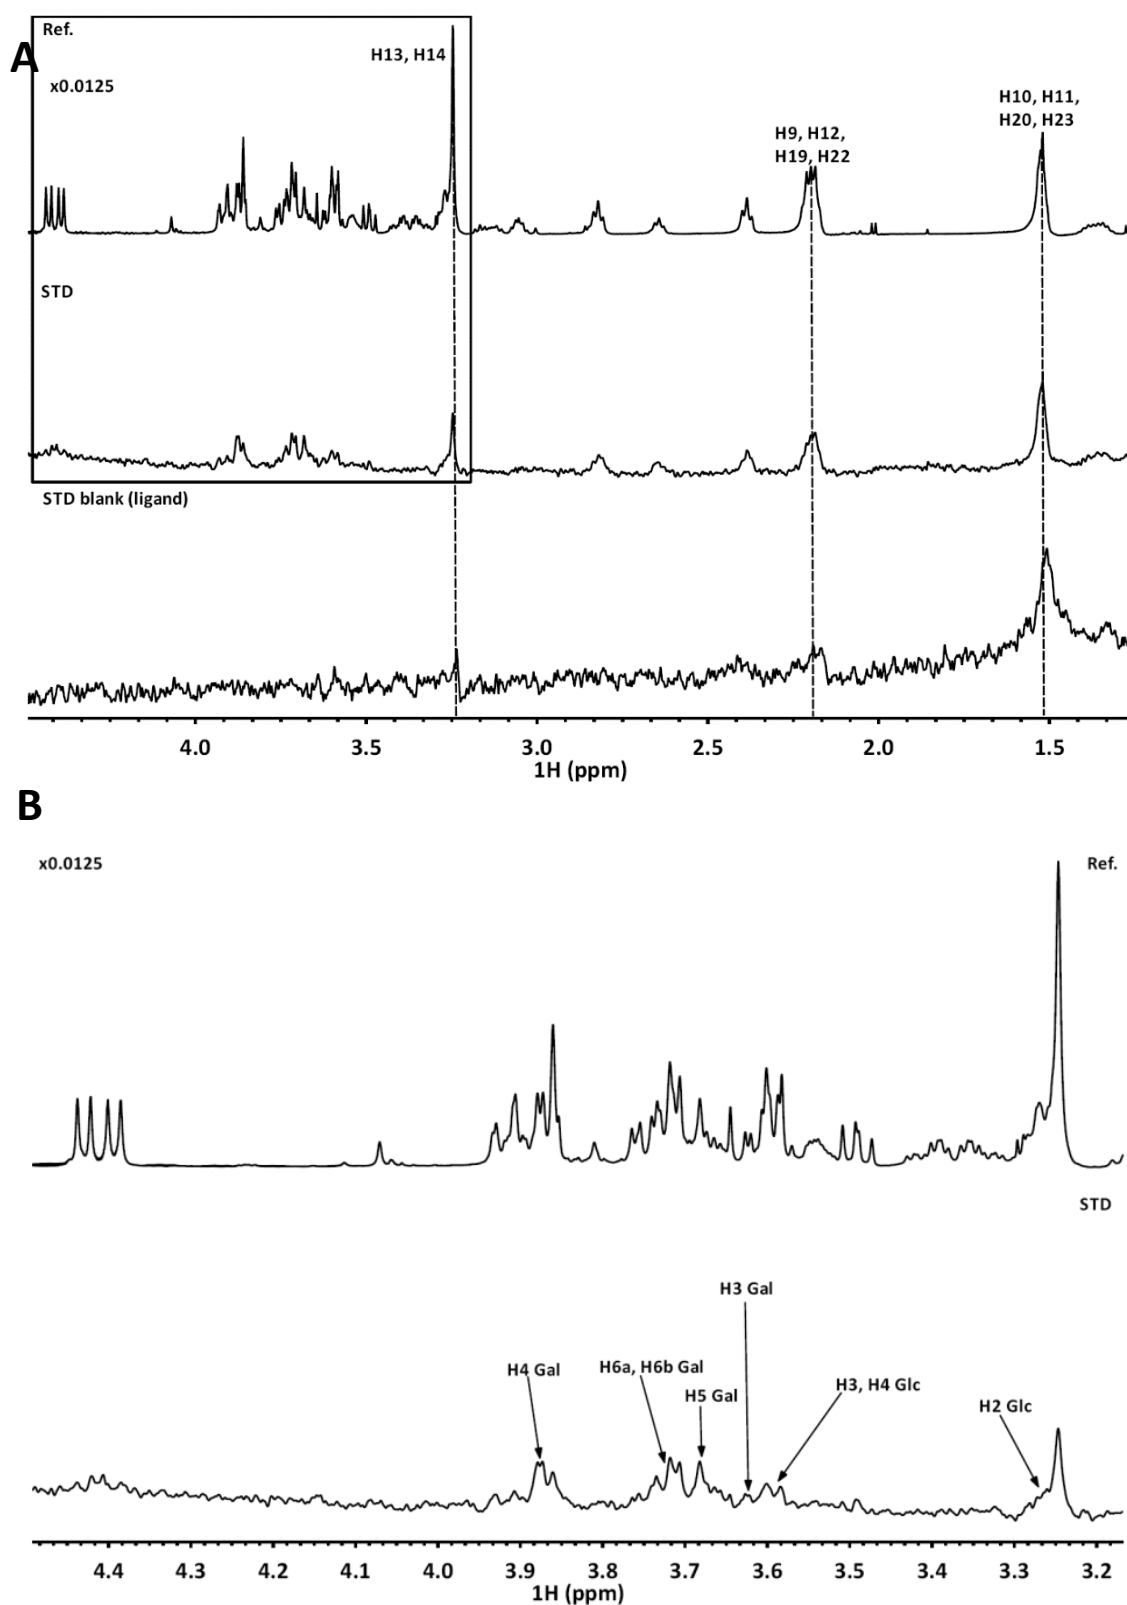 A
Ref.
x0.0125
H13, H14
H10, H11,
H20, H23
H9, H12,
H19, H22
STD
STD blank (ligand)
4.0 3.5 3.0 2.5 2.0 1.5
1H (ppm)
B
x0.0125
Ref.
STD
H3 Gal
H4 Gal
H6a, H6b Gal
H5 Gal
H3, H4 Glc
H2 Glc
4.4 4.3 4.2 4.1 4.0 3.9 3.8 3.7 3.6 3.5 3.4 3.3 3.2
1H (ppm)